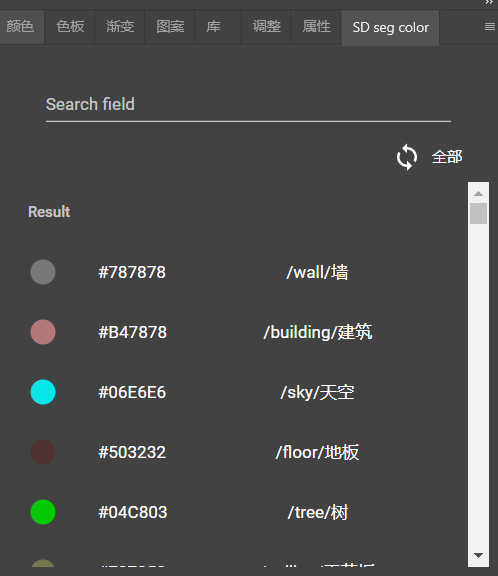 颜色 色板 渐变 图案 库 调整 属性 SD seg color
Search field
全部
Result
#787878 /wall/墙
#B47878 /building/建筑
#06E6E6 /sky/天空
#503232 /floor/地板
#04C803 /tree/树